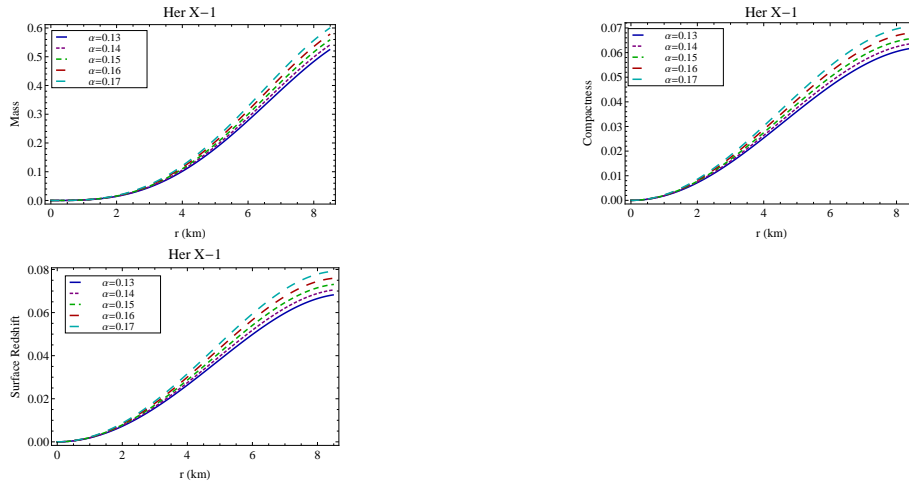 Her X−1
α=0.13
α=0.14
α=0.15
α=0.16
α=0.17
Mass
0.6
0.5
0.4
0.3
0.2
0.1
0.0
0 2 4 6 8
r (km)
Her X−1
α=0.13
α=0.14
α=0.15
α=0.16
α=0.17
Compactness
0.07
0.06
0.05
0.04
0.03
0.02
0.01
0.00
0 2 4 6 8
r (km)
Her X−1
α=0.13
α=0.14
α=0.15
α=0.16
α=0.17
Surface Redshift
0.08
0.06
0.04
0.02
0.00
0 2 4 6 8
r (km)